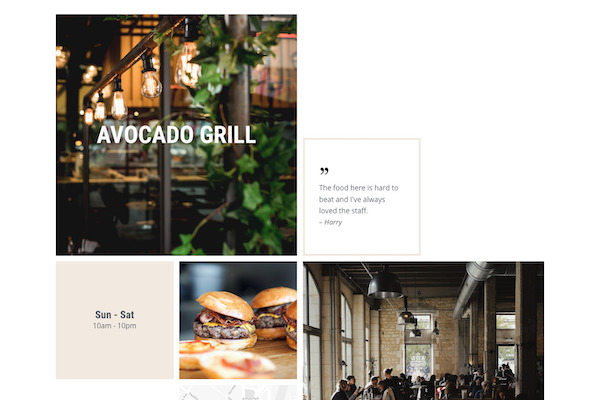 AVOCADO GRILL
”
The food here is hard to
beat and I've always
loved the staff.
– Harry
Sun - Sat
10am - 10pm